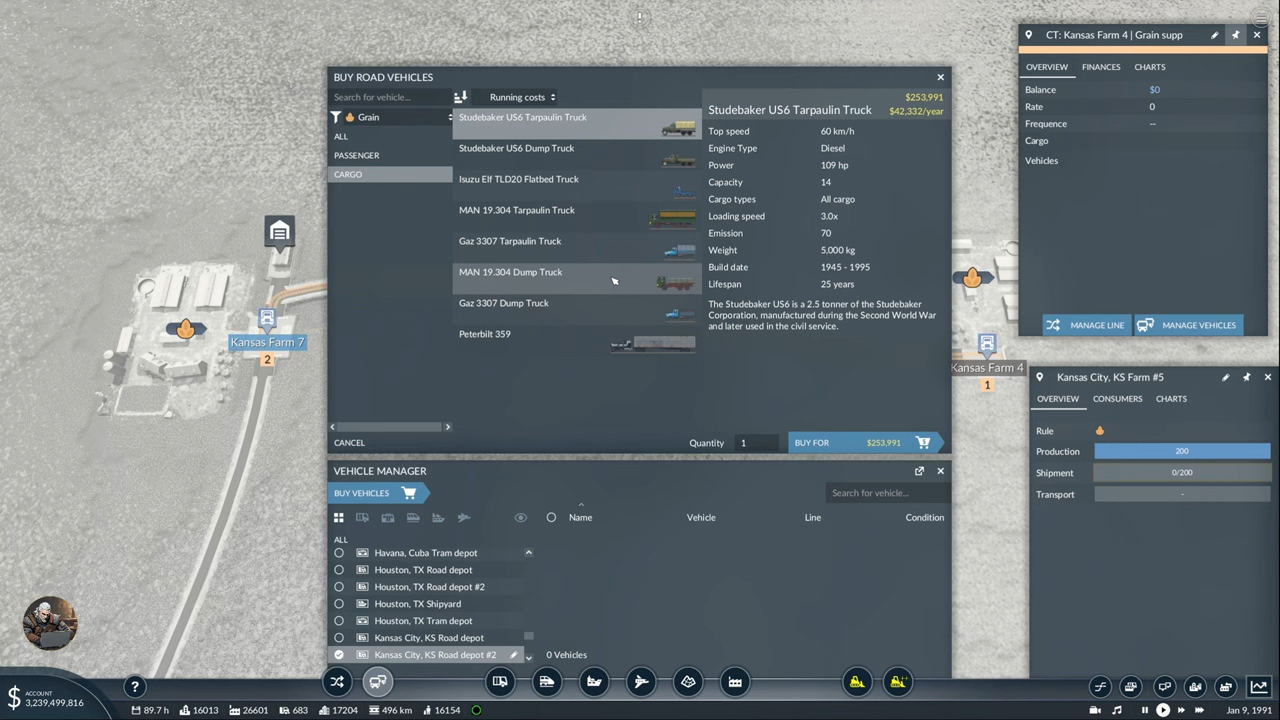 CT: Kansas Farm 4 | Grain supp
OVERVIEW FINANCES CHARTS
Balance $0
Rate 0
Frequence --
Cargo
Vehicles
MANAGE LINE MANAGE VEHICLES
BUY ROAD VEHICLES
Search for vehicle... Running costs
Grain
ALL
PASSENGER
CARGO
Studebaker US6 Tarpaulin Truck
Studebaker US6 Dump Truck
Isuzu Elf TLD20 Flatbed Truck
MAN 19.304 Tarpaulin Truck
Gaz 3307 Tarpaulin Truck
MAN 19.304 Dump Truck
Gaz 3307 Dump Truck
Peterbilt 359
$253,991
Studebaker US6 Tarpaulin Truck $42,332/year
Top speed 60 km/h
Engine Type Diesel
Power 109 hp
Capacity 14
Cargo types All cargo
Loading speed 3.0x
Emission 70
Weight 5,000 kg
Build date 1945 - 1995
Lifespan 25 years
The Studebaker US6 is a 2.5 tonner of the Studebaker
Corporation, manufactured during the Second World War
and later used in the civil service.
CANCEL Quantity 1 BUY FOR $253,991
Kansas Farm 7
2
Kansas Farm 4
1
Kansas City, KS Farm #5
OVERVIEW CONSUMERS CHARTS
Rule
Production 200
Shipment 0/200
Transport -
VEHICLE MANAGER
BUY VEHICLES Search for vehicle...
Name Vehicle Line Condition
ALL
Havana, Cuba Tram depot
Houston, TX Road depot
Houston, TX Road depot #2
Houston, TX Shipyard
Houston, TX Tram depot
Kansas City, KS Road depot
Kansas City, KS Road depot #2 0 Vehicles
$ ACCOUNT
3,239,499,816
?
89.7 h 16013 26601 683 17204 496 km 16154 Jan 9, 1991